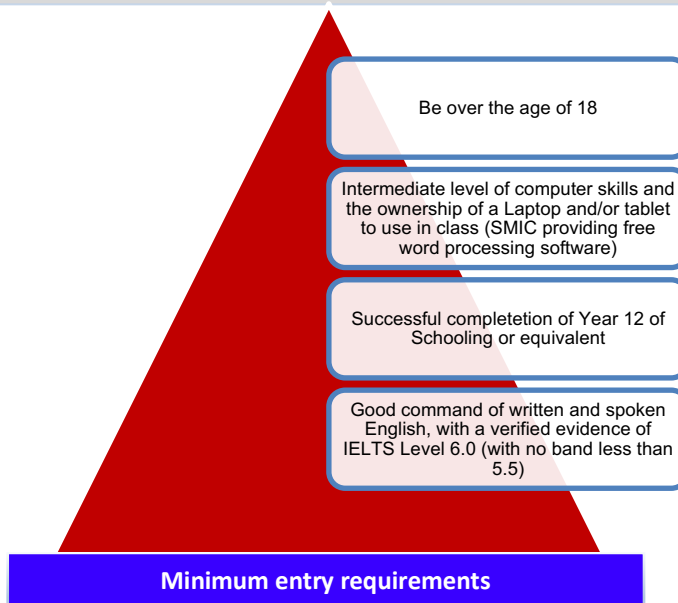 Be over the age of 18
Intermediate level of computer skills and
the ownership of a Laptop and/or tablet
to use in class (SMIC providing free
word processing software)
Successful completetion of Year 12 of
Schooling or equivalent
Good command of written and spoken
English, with a verified evidence of
IELTS Level 6.0 (with no band less than
5.5)
Minimum entry requirements